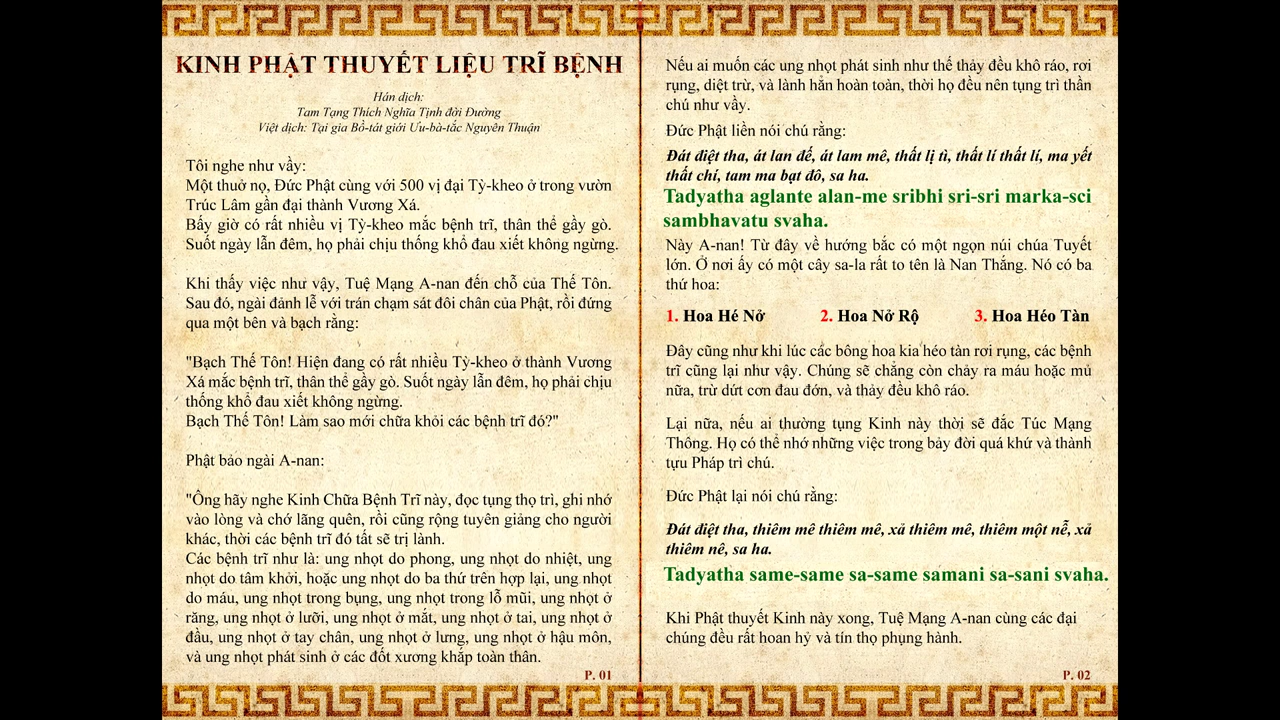 KINH PHẬT THUYẾT LIỆU TRĨ BỆNH
Hán dịch:
Tam Tạng Thích Nghĩa Tịnh đời Đường
Việt dịch: Tại gia Bồ-tát giới Ưu-bà-tắc Nguyên Thuận
Tôi nghe như vầy:
Một thuở nọ, Đức Phật cùng với 500 vị đại Tỳ-kheo ở trong vườn
Trúc Lâm gần đại thành Vương Xá.
Bấy giờ có rất nhiều vị Tỳ-kheo mắc bệnh trĩ, thân thể gầy gò.
Suốt ngày lẫn đêm, họ phải chịu thống khổ đau xiết không ngừng.
Khi thấy việc như vậy, Tuệ Mạng A-nan đến chỗ của Thế Tôn.
Sau đó, ngài đảnh lễ với trán chạm sát đôi chân của Phật, rồi đứng
qua một bên và bạch rằng:
"Bạch Thế Tôn! Hiện đang có rất nhiều Tỳ-kheo ở thành Vương
Xá mắc bệnh trĩ, thân thể gầy gò. Suốt ngày lẫn đêm, họ phải chịu
thống khổ đau xiết không ngừng.
Bạch Thế Tôn! Làm sao mới chữa khỏi các bệnh trĩ đó?"
Phật bảo ngài A-nan:
"Ông hãy nghe Kinh Chữa Bệnh Trĩ này, đọc tụng thọ trì, ghi nhớ
vào lòng và chớ lãng quên, rồi cũng rộng tuyên giảng cho người
khác, thời các bệnh trĩ đó tất sẽ trị lành.
Các bệnh trĩ như là: ung nhọt do phong, ung nhọt do nhiệt, ung
nhọt do tâm khởi, hoặc ung nhọt do ba thứ trên hợp lại, ung nhọt
do máu, ung nhọt trong bụng, ung nhọt trong lỗ mũi, ung nhọt ở
răng, ung nhọt ở lưỡi, ung nhọt ở mắt, ung nhọt ở tai, ung nhọt ở
đầu, ung nhọt ở tay chân, ung nhọt ở lưng, ung nhọt ở hậu môn,
và ung nhọt phát sinh ở các đốt xương khắp toàn thân.
P. 01
Nếu ai muốn các ung nhọt phát sinh như thế thảy đều khô ráo, rơi
rụng, diệt trừ, và lành hẳn hoàn toàn, thời họ đều nên tụng trì thần
chú như vầy.
Đức Phật liền nói chú rằng:
Đát điệt tha, át lan đế, át lam mê, thất lị tì, thất lí thất lí, ma yết
thất chí, tam ma bạt đô, sa ha.
Tadyatha aglante alan-me sribhi sri-sri marka-sci
sambhavatu svaha.
Này A-nan! Từ đây về hướng bắc có một ngọn núi chúa Tuyết
lớn. Ở nơi ấy có một cây sa-la rất to tên là Nan Thắng. Nó có ba
thứ hoa:
1. Hoa Hé Nở 2. Hoa Nở Rộ 3. Hoa Héo Tàn
Đây cũng như khi lúc các bông hoa kia héo tàn rơi rụng, các bệnh
trĩ cũng lại như vậy. Chúng sẽ chẳng còn chảy ra máu hoặc mủ
nữa, trừ dứt cơn đau đớn, và thảy đều khô ráo.
Lại nữa, nếu ai thường tụng Kinh này thời sẽ đắc Túc Mạng
Thông. Họ có thể nhớ những việc trong bảy đời quá khứ và thành
tựu Pháp trì chú.
Đức Phật lại nói chú rằng:
Đát điệt tha, thiêm mê thiêm mê, xả thiêm mê, thiêm một nễ, xả
thiêm nê, sa ha.
Tadyatha same-same sa-same samani sa-sani svaha.
Khi Phật thuyết Kinh này xong, Tuệ Mạng A-nan cùng các đại
chúng đều rất hoan hỷ và tín thọ phụng hành.
P. 02